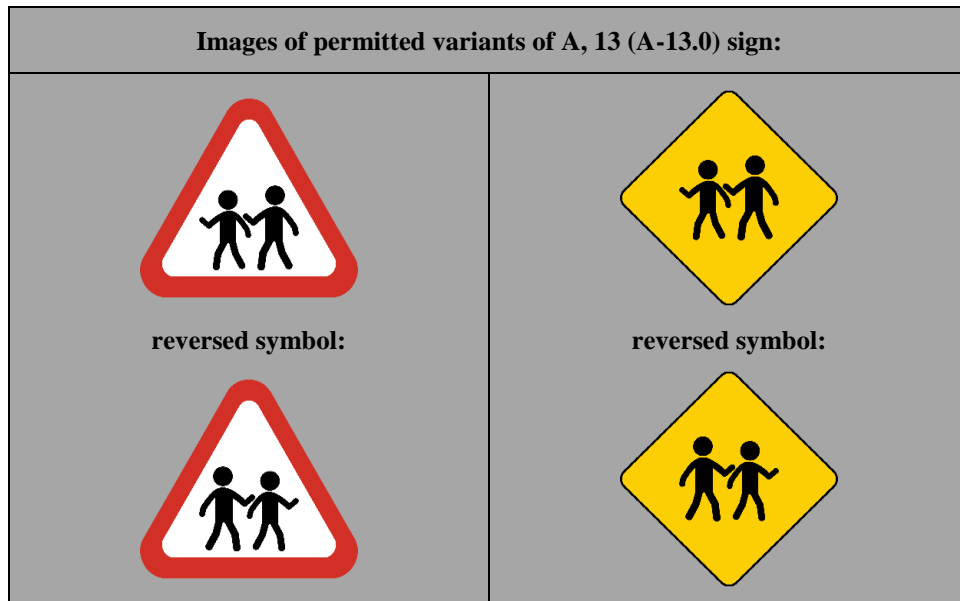 Images of permitted variants of A, 13 (A-13.0) sign:
reversed symbol:
reversed symbol: